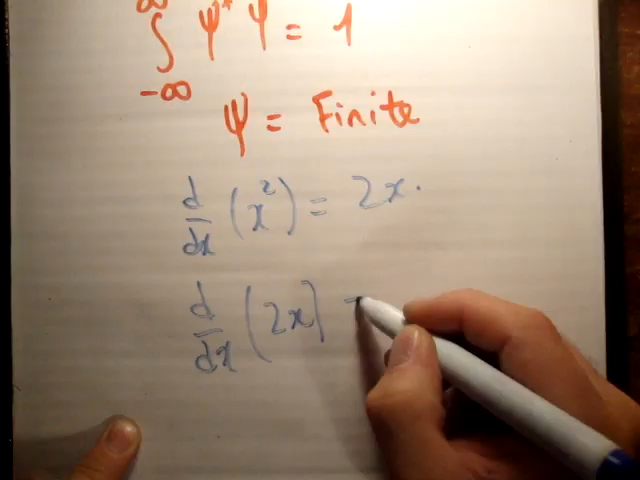 ∞
∫ ψ* ψ = 1
-∞
ψ = Finite
d/dx (x²) = 2x.
d/dx (2x) =